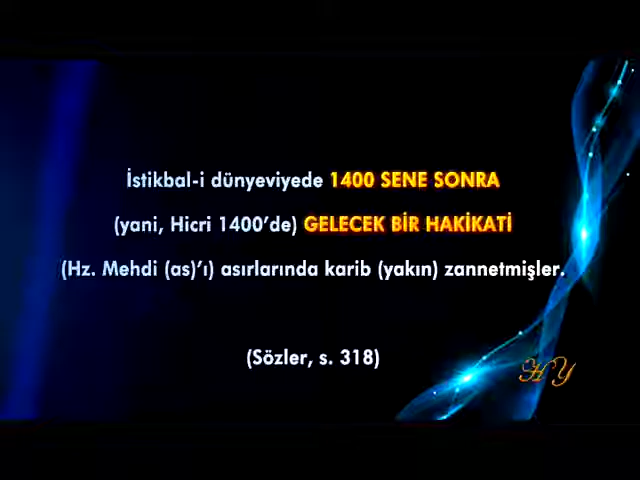 İstikbal-i dünyeviyede 1400 SENE SONRA
(yani, Hicri 1400’de) GELECEK BİR HAKİKATİ
(Hz. Mehdi (as)’ı) asırlarında karib (yakın) zannetmişler.
(Sözler, s. 318)
HY